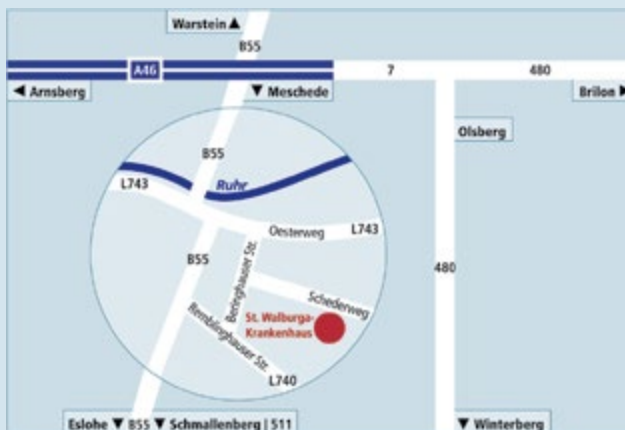 Warstein ▲
B55
A46
7
480
◀ Arnsberg
▼ Meschede
Brilon ▶
Olsberg
B55
L743
Ruhr
Oesterweg
L743
B55
Beringhauser Str.
480
Schederweg
St. Walburga-
Krankenhaus
Remblinghauser Str.
L740
Eslohe ▼ B55 ▼ Schmallenberg | 511
▼ Winterberg